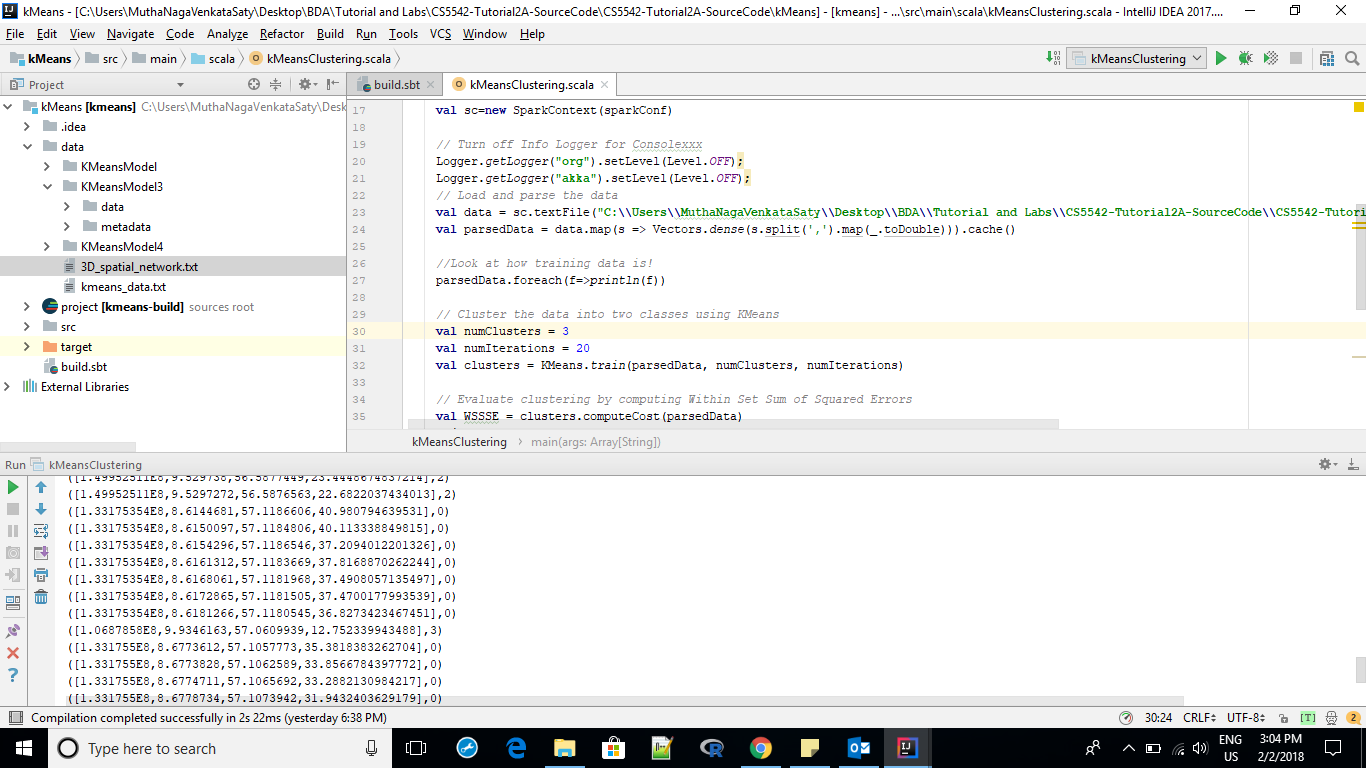 kMeans - [C:\Users\MuthaNagaVenkataSaty\Desktop\BDA\Tutorial and Labs\CS5542-Tutorial2A-SourceCode\CS5542-Tutorial2A-SourceCode\kMeans] - [kmeans] - ...\src\main\scala\kMeansClustering.scala - IntelliJ IDEA 2017....
File Edit View Navigate Code Analyze Refactor Build Run Tools VCS Window Help
kMeans src main scala kMeansClustering.scala
kMeansClustering
Project
build.sbt kMeansClustering.scala
kMeans [kmeans] C:\Users\MuthaNagaVenkataSaty\Desk
.idea
data
KMeansModel
KMeansModel3
data
metadata
KMeansModel4
3D_spatial_network.txt
kmeans_data.txt
project [kmeans-build] sources root
src
target
build.sbt
External Libraries
17 val sc=new SparkContext(sparkConf)
18
19 // Turn off Info Logger for Consolexxx
20 Logger.getLogger("org").setLevel(Level.OFF);
21 Logger.getLogger("akka").setLevel(Level.OFF);
22 // Load and parse the data
23 val data = sc.textFile("C:\\Users\\MuthaNagaVenkataSaty\\Desktop\\BDA\\Tutorial and Labs\\CS5542-Tutorial2A-SourceCode\\CS5542-Tutori
24 val parsedData = data.map(s => Vectors.dense(s.split(',').map(_.toDouble))).cache()
25
26 //Look at how training data is!
27 parsedData.foreach(f=>println(f))
28
29 // Cluster the data into two classes using KMeans
30 val numClusters = 3
31 val numIterations = 20
32 val clusters = KMeans.train(parsedData, numClusters, numIterations)
33
34 // Evaluate clustering by computing Within Set Sum of Squared Errors
35 val WSSSE = clusters.computeCost(parsedData)
kMeansClustering main(args: Array[String])
Run kMeansClustering
([1.49952511E8,9.529738,56.5877449,23.4448674837214],2)
([1.49952511E8,9.5297272,56.5876563,22.6822037434013],2)
([1.33175354E8,8.6144681,57.1186606,40.980794639531],0)
([1.33175354E8,8.6150097,57.1184806,40.113338849815],0)
([1.33175354E8,8.6154296,57.1186546,37.2094012201326],0)
([1.33175354E8,8.6161312,57.1183669,37.8168870262244],0)
([1.33175354E8,8.6168061,57.1181968,37.4908057135497],0)
([1.33175354E8,8.6172865,57.1181505,37.4700177993539],0)
([1.33175354E8,8.6181266,57.1180545,36.8273423467451],0)
([1.0687858E8,9.9346163,57.0609939,12.752339943488],3)
([1.331755E8,8.6773612,57.1057773,35.3818383262704],0)
([1.331755E8,8.6773828,57.1062589,33.8566784397772],0)
([1.331755E8,8.6774711,57.1065692,33.2882130984217],0)
([1.331755E8,8.6778734,57.1073942,31.9432403629179],0)
Compilation completed successfully in 2s 22ms (yesterday 6:38 PM)
30:24 CRLF UTF-8 [T] 2
Type here to search
ENG 3:04 PM
US 2/2/2018